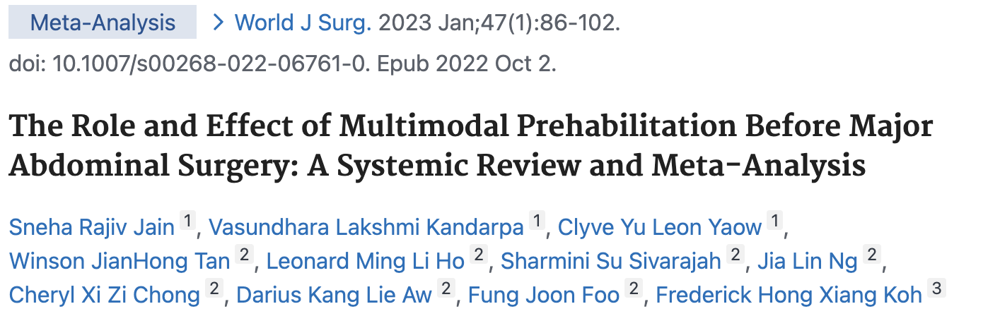 Meta-Analysis > World J Surg. 2023 Jan;47(1):86-102.
doi: 10.1007/s00268-022-06761-0. Epub 2022 Oct 2.
The Role and Effect of Multimodal Prehabilitation Before Major
Abdominal Surgery: A Systemic Review and Meta-Analysis
Sneha Rajiv Jain 1, Vasundhara Lakshmi Kandarpa 1, Clyve Yu Leon Yaow 1,
Winson JianHong Tan 2, Leonard Ming Li Ho 2, Sharmini Su Sivarajah 2, Jia Lin Ng 2,
Cheryl Xi Zi Chong 2, Darius Kang Lie Aw 2, Fung Joon Foo 2, Frederick Hong Xiang Koh 3